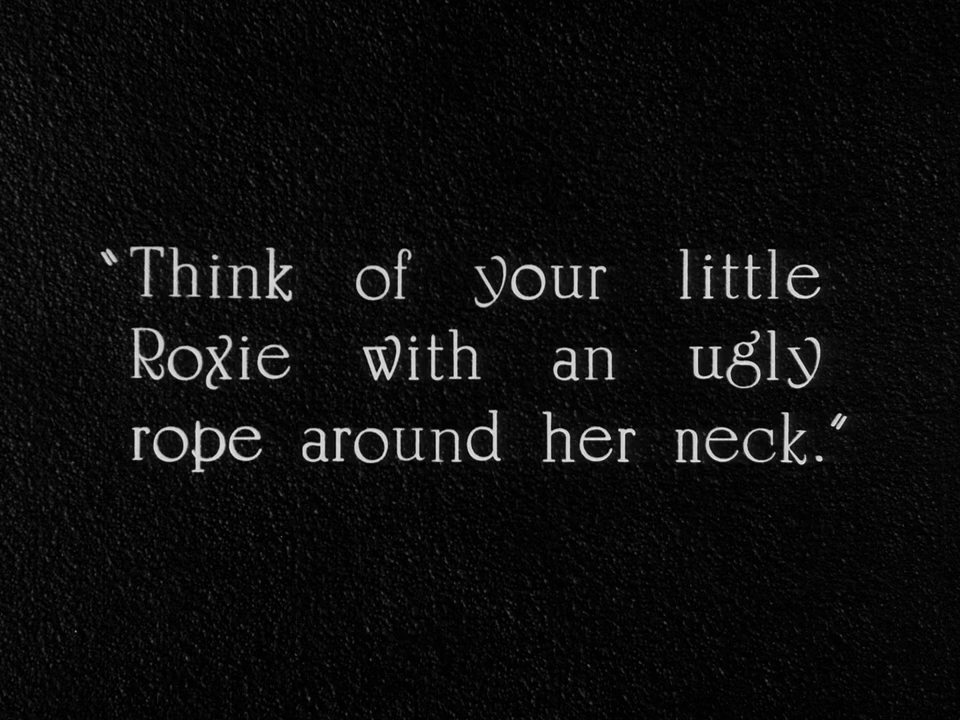 "Think of your little
Roxie with an ugly
rope around her neck."